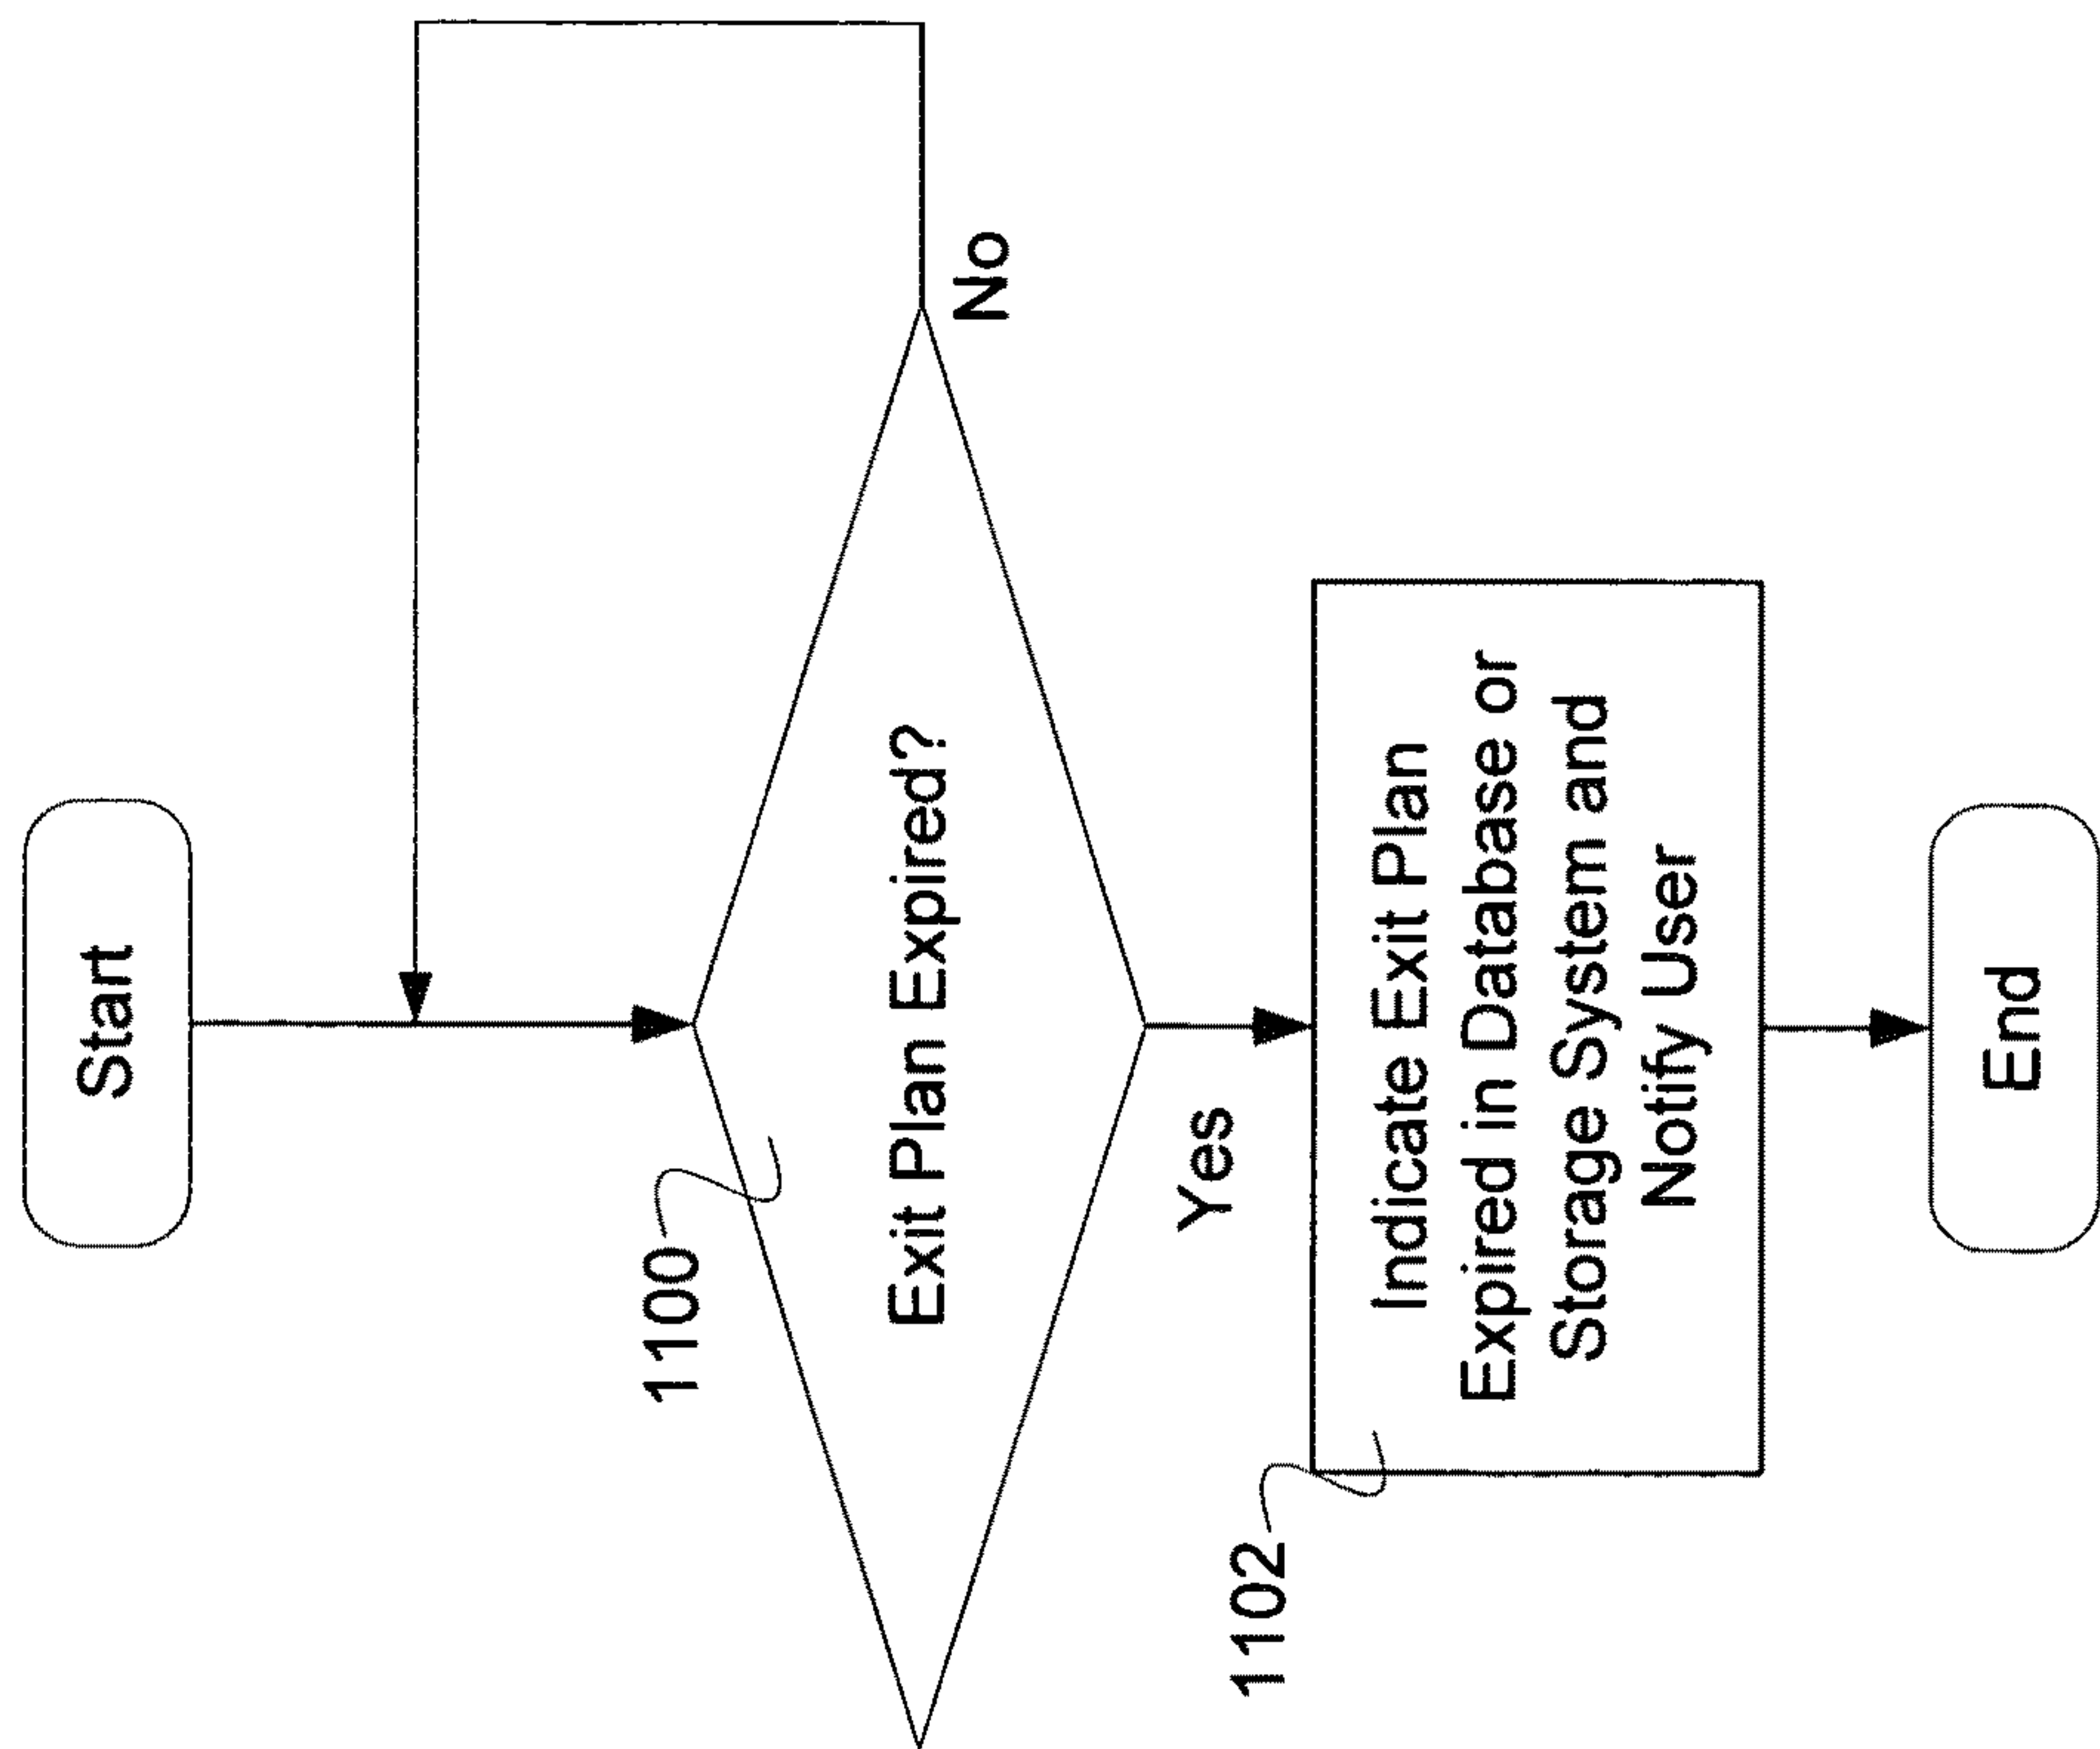 Start
1100
Exit Plan Expired?
No
Yes
1102
Indicate Exit Plan
Expired in Database or
Storage System and
Notify User
End